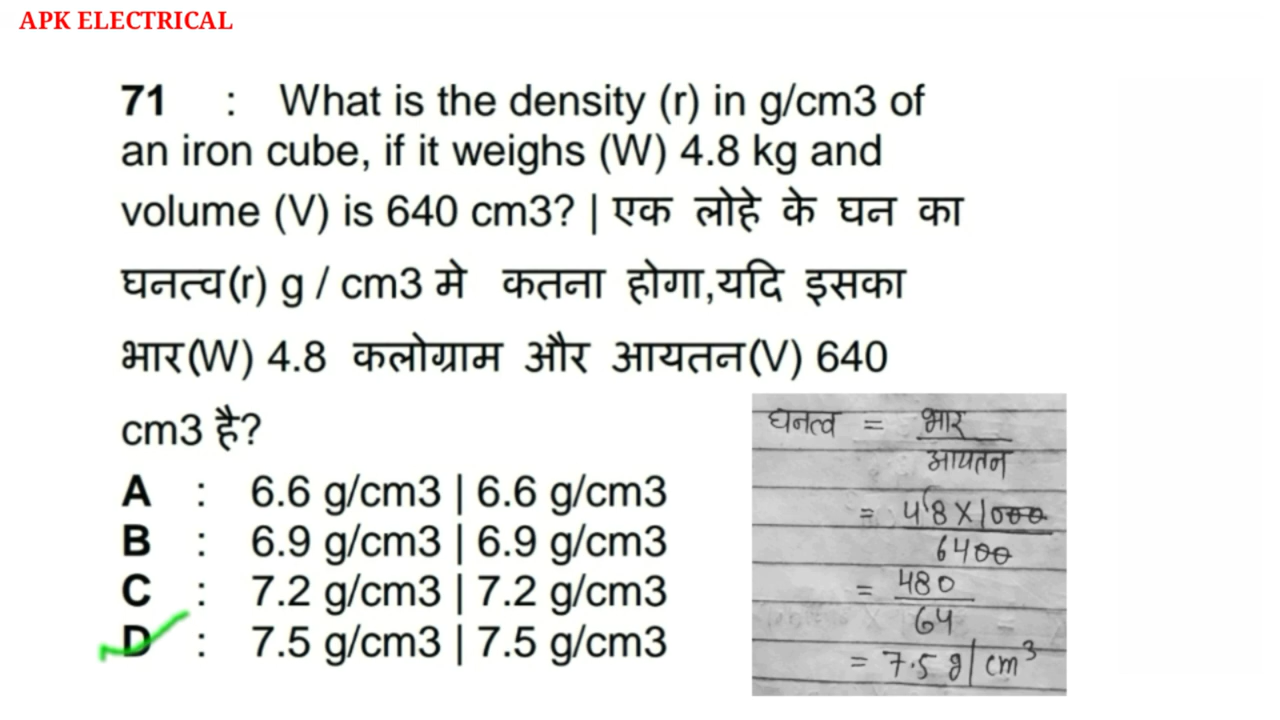 APK ELECTRICAL
71 : What is the density (r) in g/cm3 of
an iron cube, if it weighs (W) 4.8 kg and
volume (V) is 640 cm3? | एक लोहे के घन का
घनत्व(r) g / cm3 मे कतना होगा,यदि इसका
भार(W) 4.8 कलोग्राम और आयतन(V) 640
cm3 है?
A : 6.6 g/cm3 | 6.6 g/cm3
B : 6.9 g/cm3 | 6.9 g/cm3
C : 7.2 g/cm3 | 7.2 g/cm3
D : 7.5 g/cm3 | 7.5 g/cm3
घनत्व = भार
आयतन
= 48 X 1000
6400
= 480
64
= 7.5 g/cm³